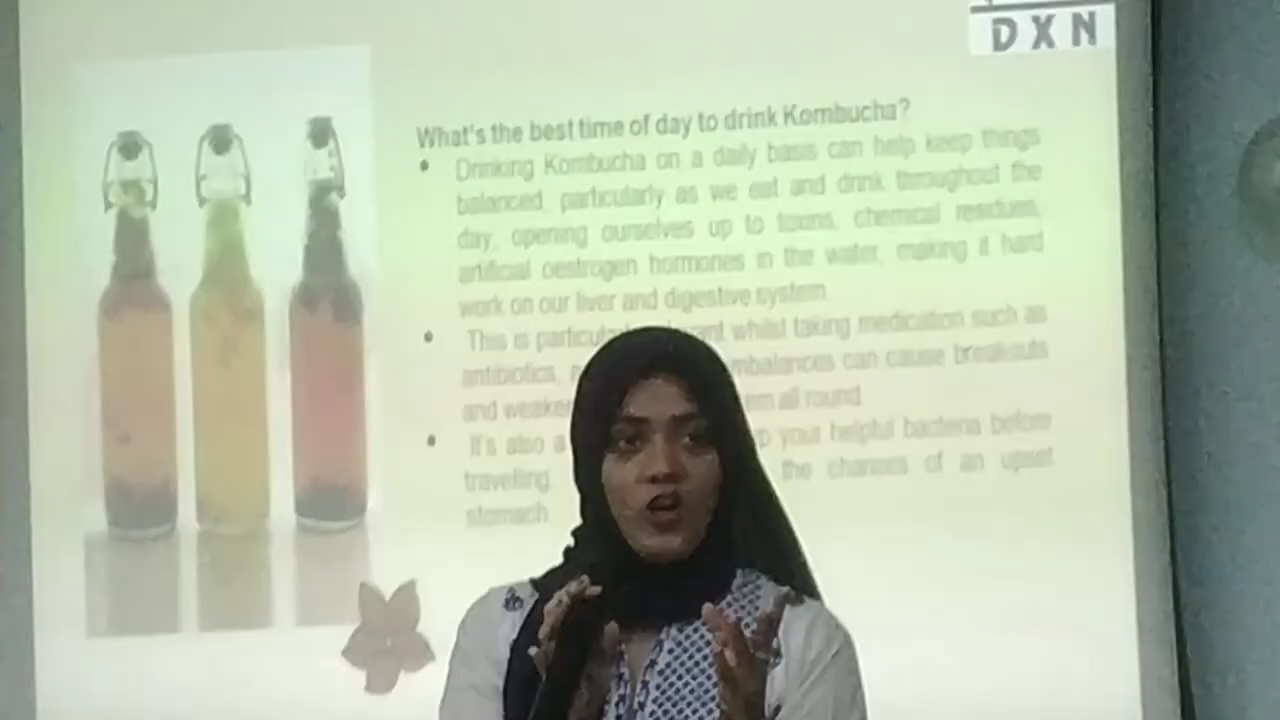 DXN
What's the best time of day to drink Kombucha?
• Drinking Kombucha on a daily basis can help keep things
balanced, particularly as we eat and drink throughout the
day, opening ourselves up to toxins, chemical residues,
artificial oestrogen hormones in the water, making it hard
work on our liver and digestive system.
• This is whilst taking medication such as
antibiotics, can cause breakouts
and all round.
• It's also a your helpful bacteria before
travelling the chances of an upset
stomach.